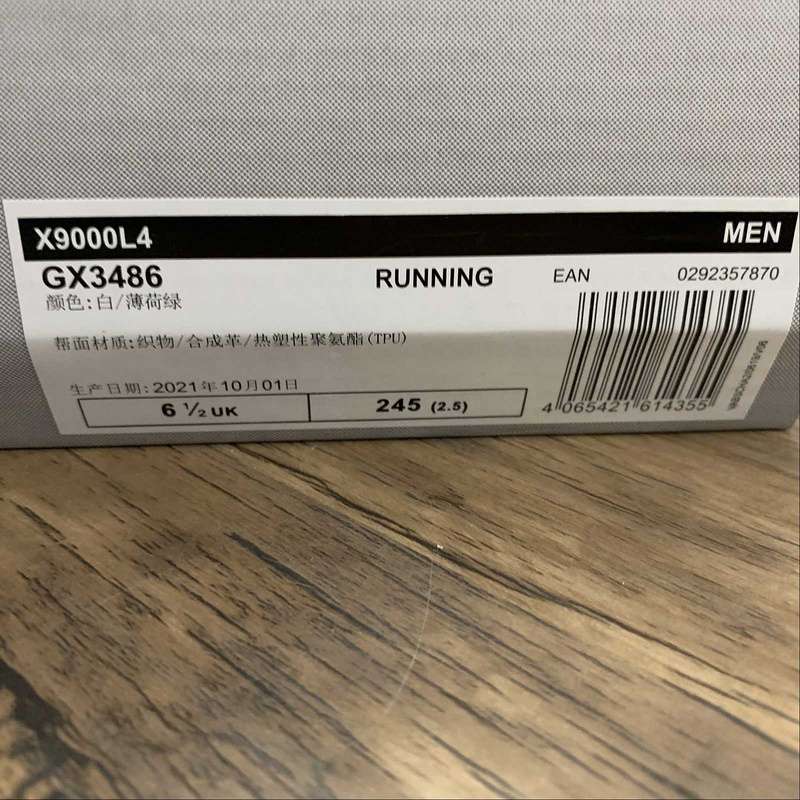 X9000L4 MEN
GX3486 RUNNING EAN 0292357870
颜色:白/薄荷绿
帮面材质:织物/合成革/热塑性聚氨酯(TPU)
生产日期:2021年10月01日
6 ½ UK 245 (2.5)
4 065421 614355